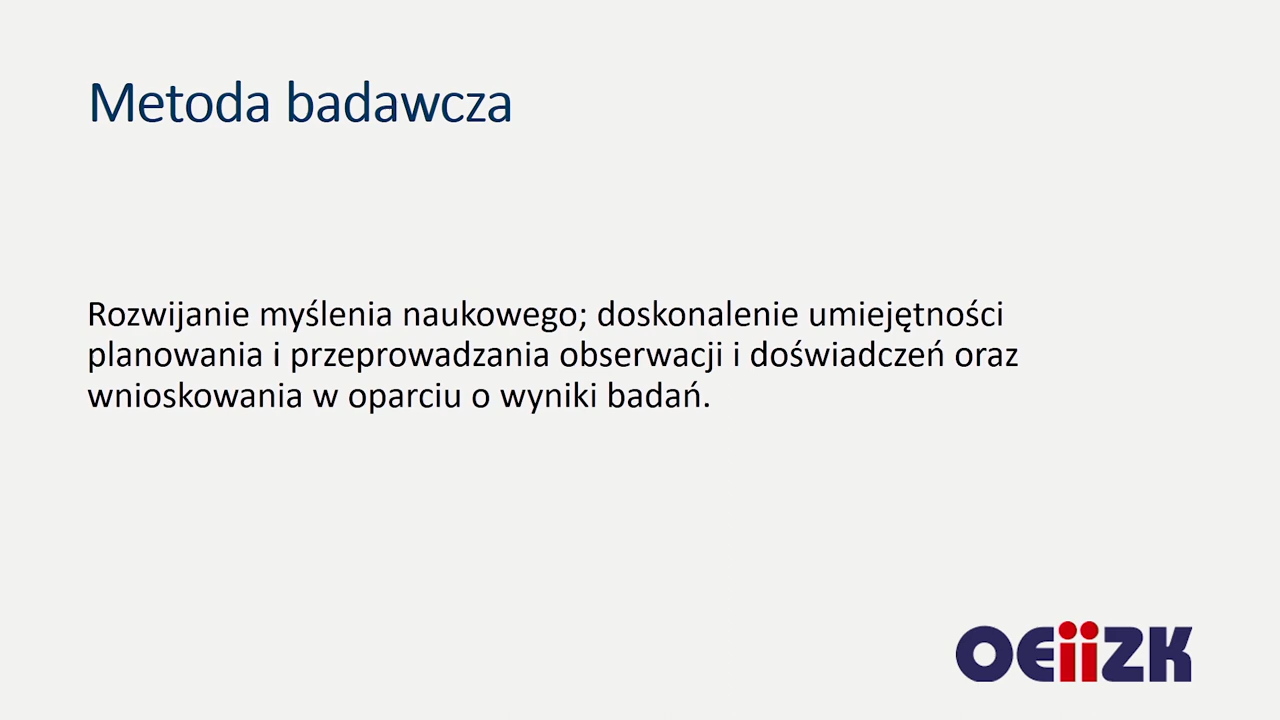 Metoda badawcza
Rozwijanie myślenia naukowego; doskonalenie umiejętności
planowania i przeprowadzania obserwacji i doświadczeń oraz
wnioskowania w oparciu o wyniki badań.
OEiiZK